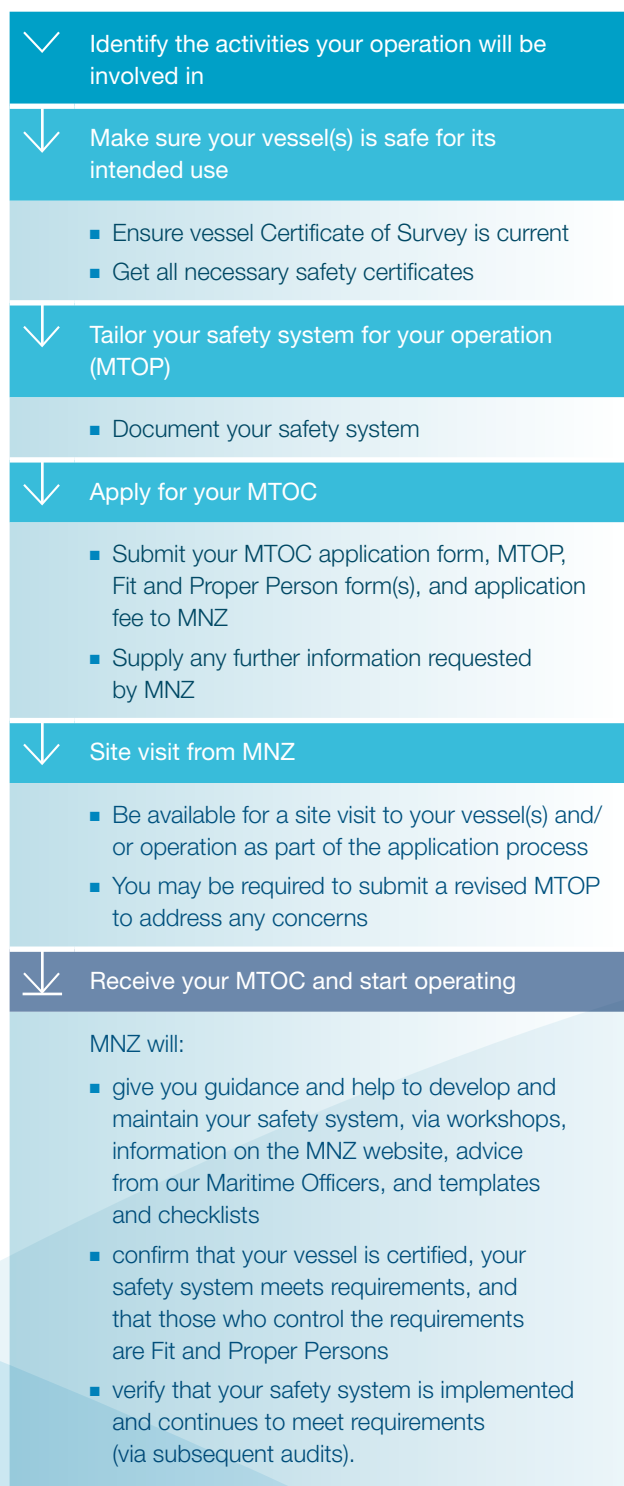 Identify the activities your operation will be
involved in
Make sure your vessel(s) is safe for its
intended use
■ Ensure vessel Certificate of Survey is current
■ Get all necessary safety certificates
Tailor your safety system for your operation
(MTOP)
■ Document your safety system
Apply for your MTOC
■ Submit your MTOC application form, MTOP,
Fit and Proper Person form(s), and application
fee to MNZ
■ Supply any further information requested
by MNZ
Site visit from MNZ
■ Be available for a site visit to your vessel(s) and/
or operation as part of the application process
■ You may be required to submit a revised MTOP
to address any concerns
Receive your MTOC and start operating
MNZ will:
■ give you guidance and help to develop and
maintain your safety system, via workshops,
information on the MNZ website, advice
from our Maritime Officers, and templates
and checklists
■ confirm that your vessel is certified, your
safety system meets requirements, and
that those who control the requirements
are Fit and Proper Persons
■ verify that your safety system is implemented
and continues to meet requirements
(via subsequent audits).